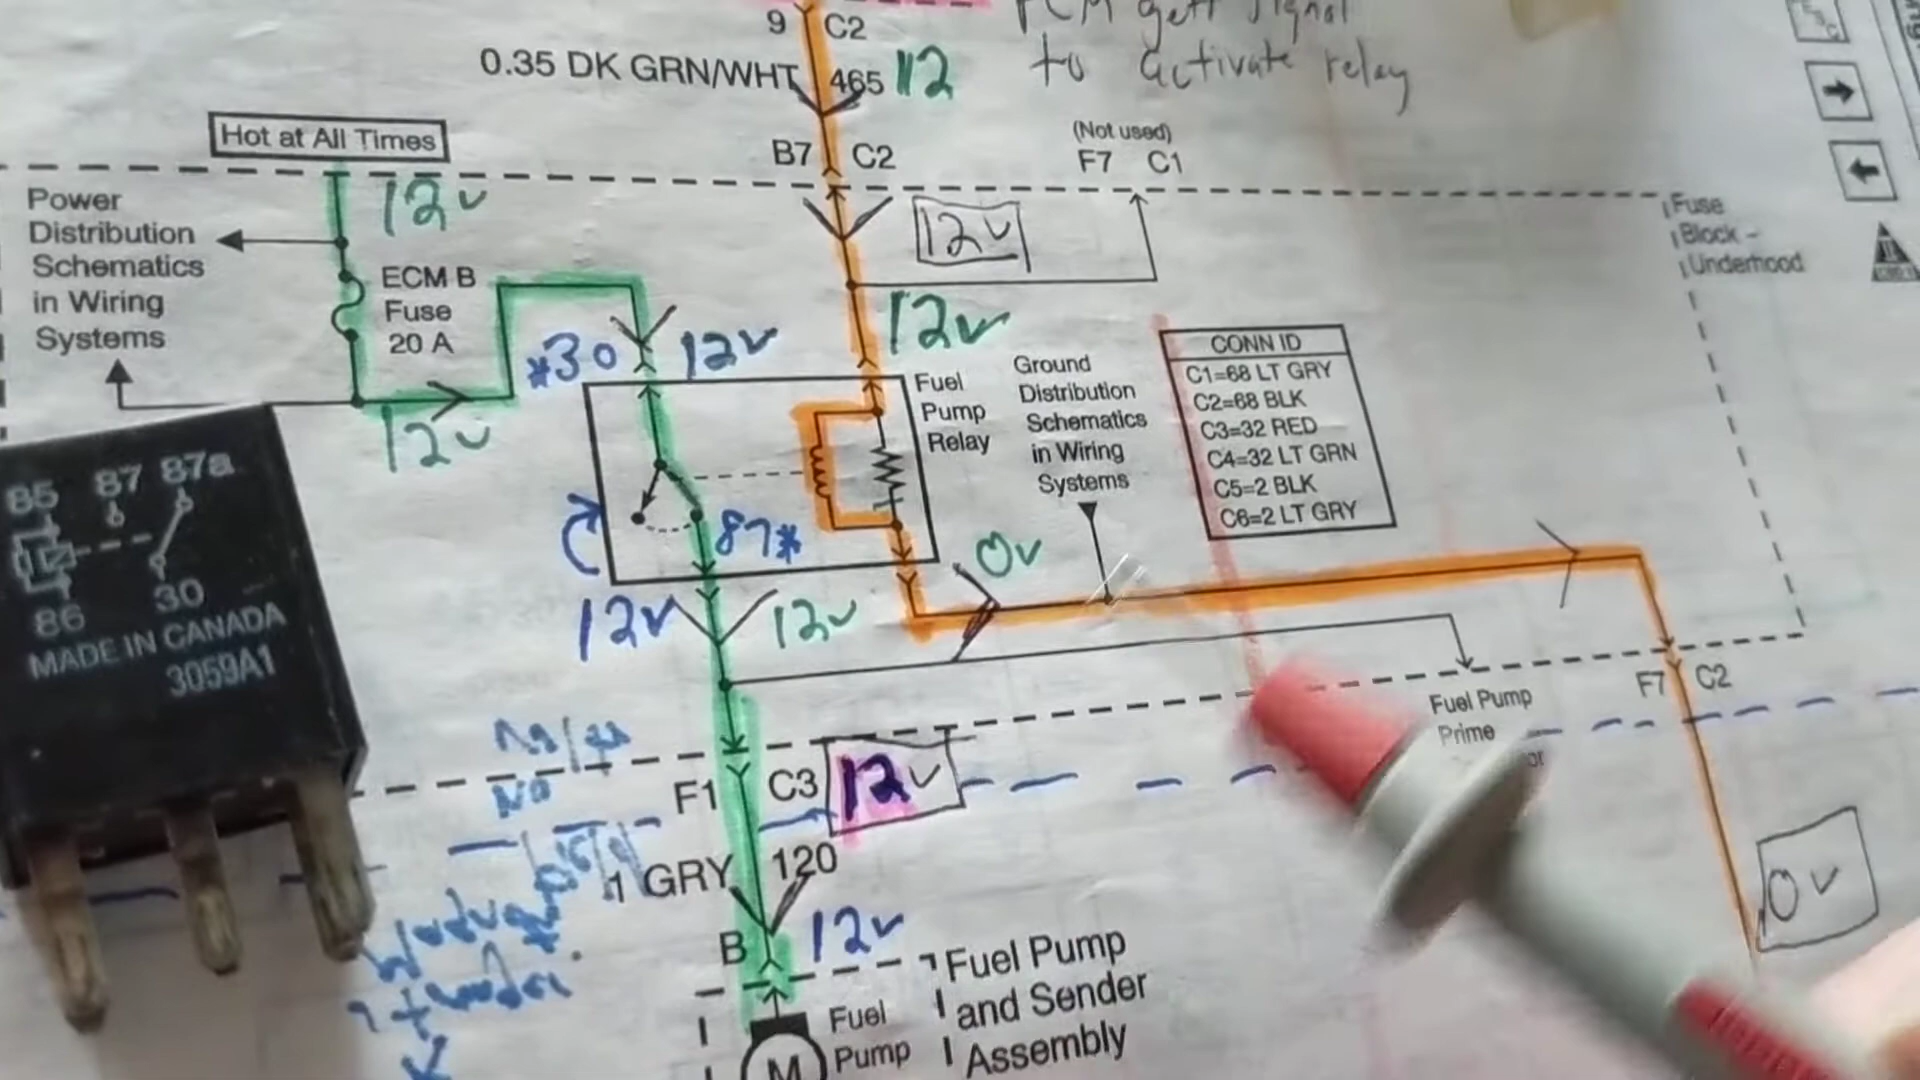 9 C2
to activate relay
0.35 DK GRN/WHT 465 12
Hot at All Times
B7 C2
(Not used)
F7 C1
12v
Power
Distribution
Schematics
in Wiring
Systems
ECM B
Fuse
20 A
12v
12v
Fuse
Block –
Underhood
*30 12v
12v
Fuel
Pump
Relay
Ground
Distribution
Schematics
in Wiring
Systems
CONN ID
C1=68 LT GRY
C2=68 BLK
C3=32 RED
C4=32 LT GRN
C5=2 BLK
C6=2 LT GRY
12v
87*
0v
12v 12v
85 87 87a
86 30
MADE IN CANADA
3059A1
F7 C2
Fuel Pump
Prime
F1 C3 12v
0v
1 GRY 120
B 12v
Fuel
Pump
M
Fuel Pump
and Sender
Assembly